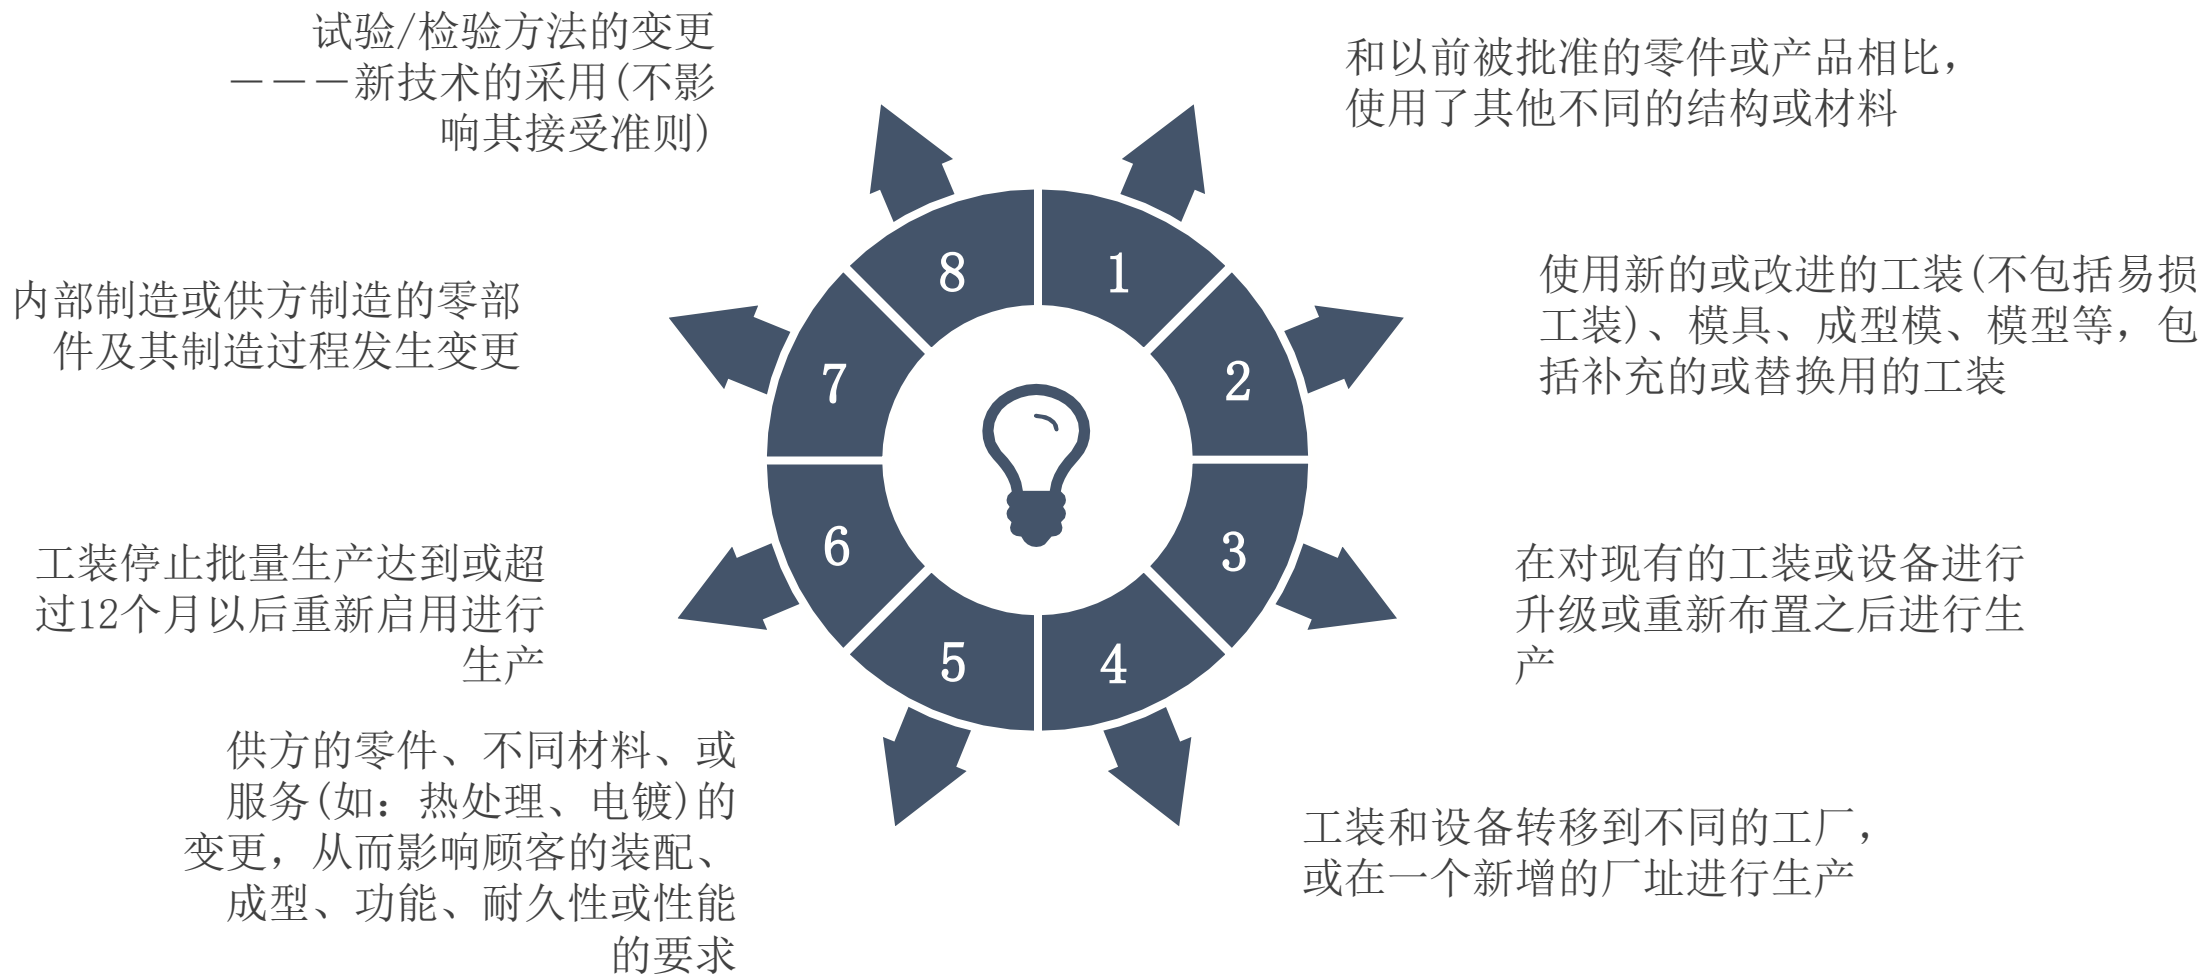 试验/检验方法的变更
－－－新技术的采用(不影
响其接受准则)
和以前被批准的零件或产品相比，
使用了其他不同的结构或材料
内部制造或供方制造的零部
件及其制造过程发生变更
使用新的或改进的工装(不包括易损
工装)、模具、成型模、模型等，包
括补充的或替换用的工装
8
1
7
2
6
3
5
4
工装停止批量生产达到或超
过12个月以后重新启用进行
生产
在对现有的工装或设备进行
升级或重新布置之后进行生
产
供方的零件、不同材料、或
服务(如：热处理、电镀)的
变更，从而影响顾客的装配、
成型、功能、耐久性或性能
的要求
工装和设备转移到不同的工厂，
或在一个新增的厂址进行生产